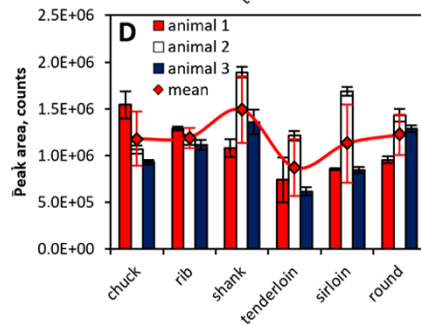 D
animal 1
animal 2
animal 3
mean
Peak area, counts
2.5E+06
2.0E+06
1.5E+06
1.0E+06
5.0E+05
0.0E+00
chuck
rib
shank
tenderloin
sirloin
round